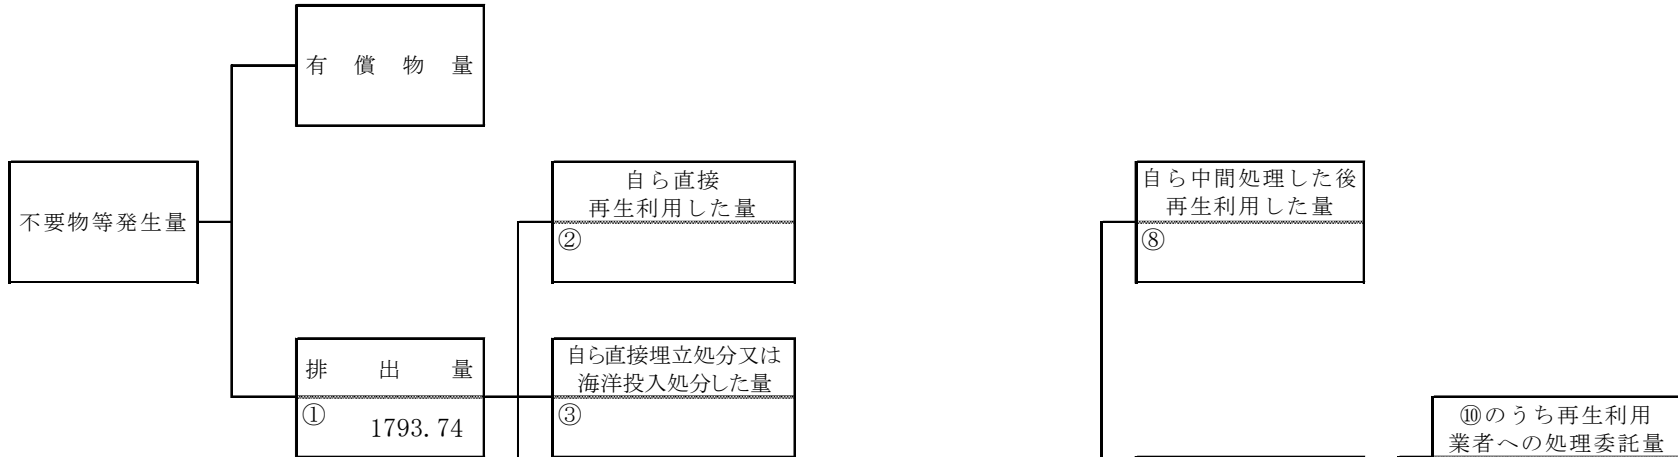 有償物量
不要物等発生量
自ら直接
再生利用した量
②
自ら中間処理した後
再生利用した量
⑧
排出量
①
1793.74
自ら直接埋立処分又は
海洋投入処分した量
③
⑩のうち再生利用
業者への処理委託量